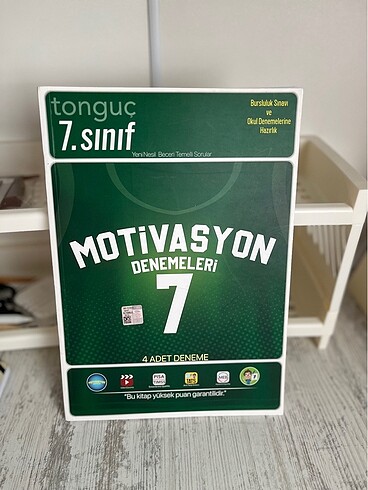 tonguç
7.sınıf
Bursluluk Sınavı
ve
Okul Denemelerine
Hazırlık
Yeni Nesil Beceri Temelli Sorular
MOTİVASYON
DENEMELERİ
7
4 ADET DENEME
PISA
"Bu kitap yüksek puan garantilidir."